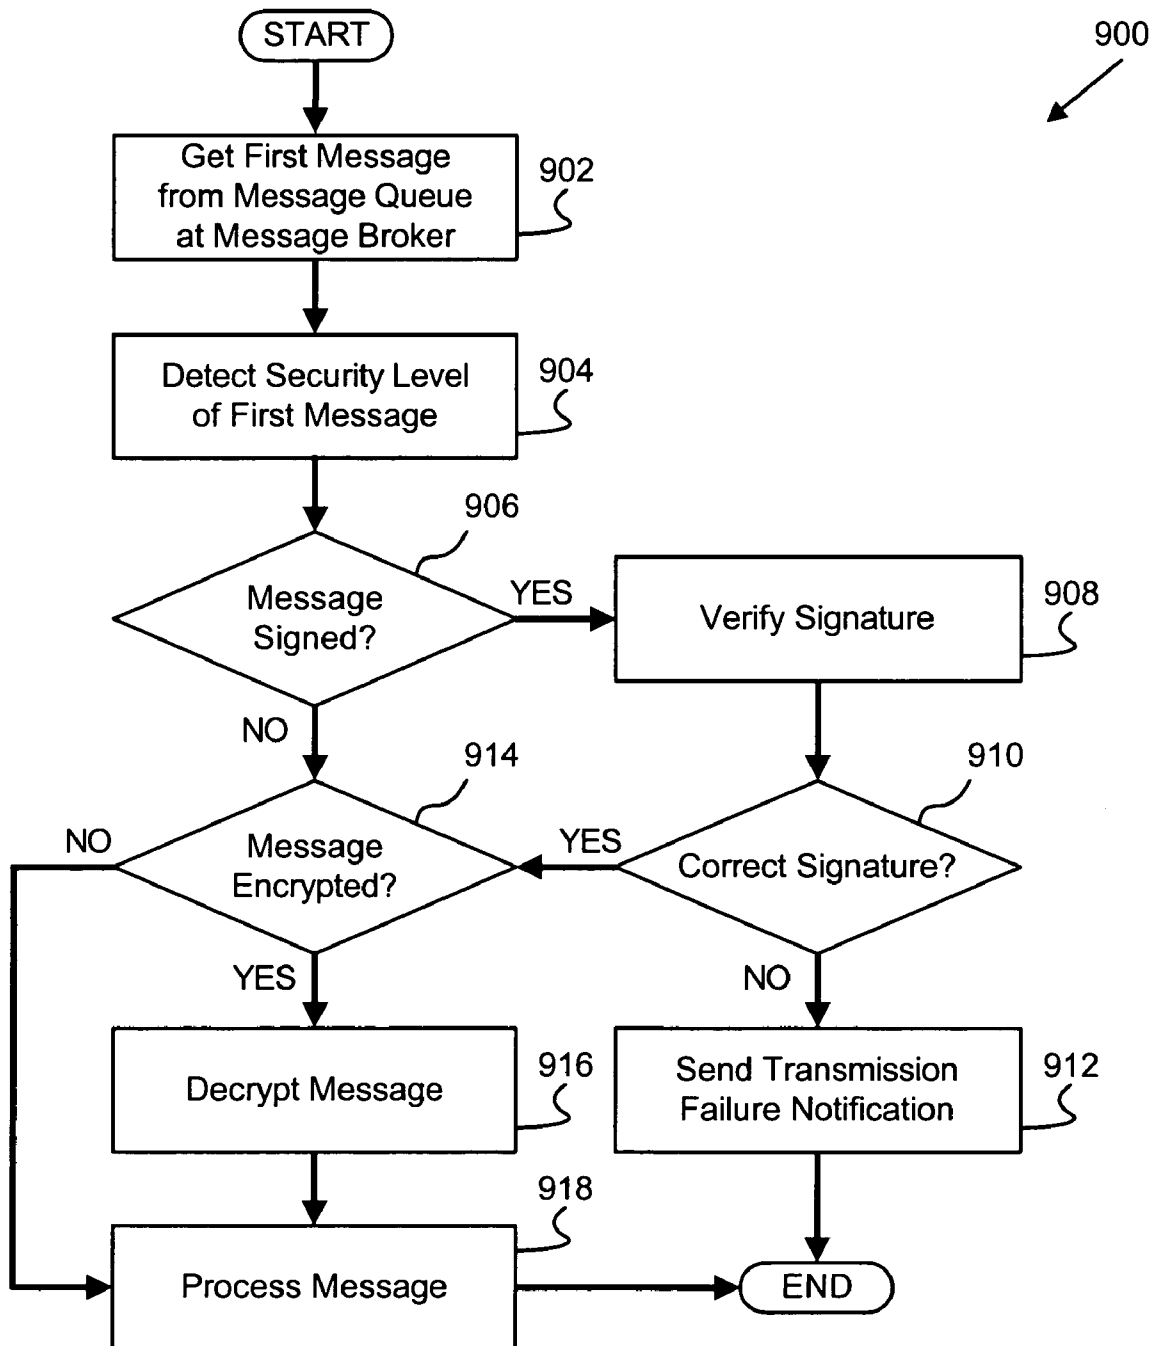 START
900
Get First Message
from Message Queue
at Message Broker
902
Detect Security Level
of First Message
904
906
Message
Signed?
YES
Verify Signature
908
NO
914
910
NO
Message
Encrypted?
YES
Correct Signature?
YES
NO
Decrypt Message
916
Send Transmission
Failure Notification
912
918
Process Message
END